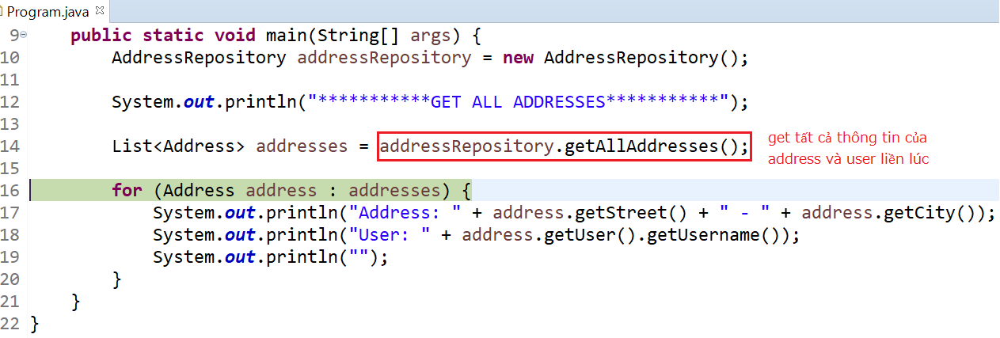 Program.java
9 public static void main(String[] args) {
10 AddressRepository addressRepository = new AddressRepository();
11
12 System.out.println("***********GET ALL ADDRESSES***********");
13
14 List<Address> addresses = addressRepository.getAllAddresses(); get tất cả thông tin của
address và user liền lúc
15
16 for (Address address : addresses) {
17 System.out.println("Address: " + address.getStreet() + " - " + address.getCity());
18 System.out.println("User: " + address.getUser().getUsername());
19 System.out.println("");
20 }
21 }
22 }